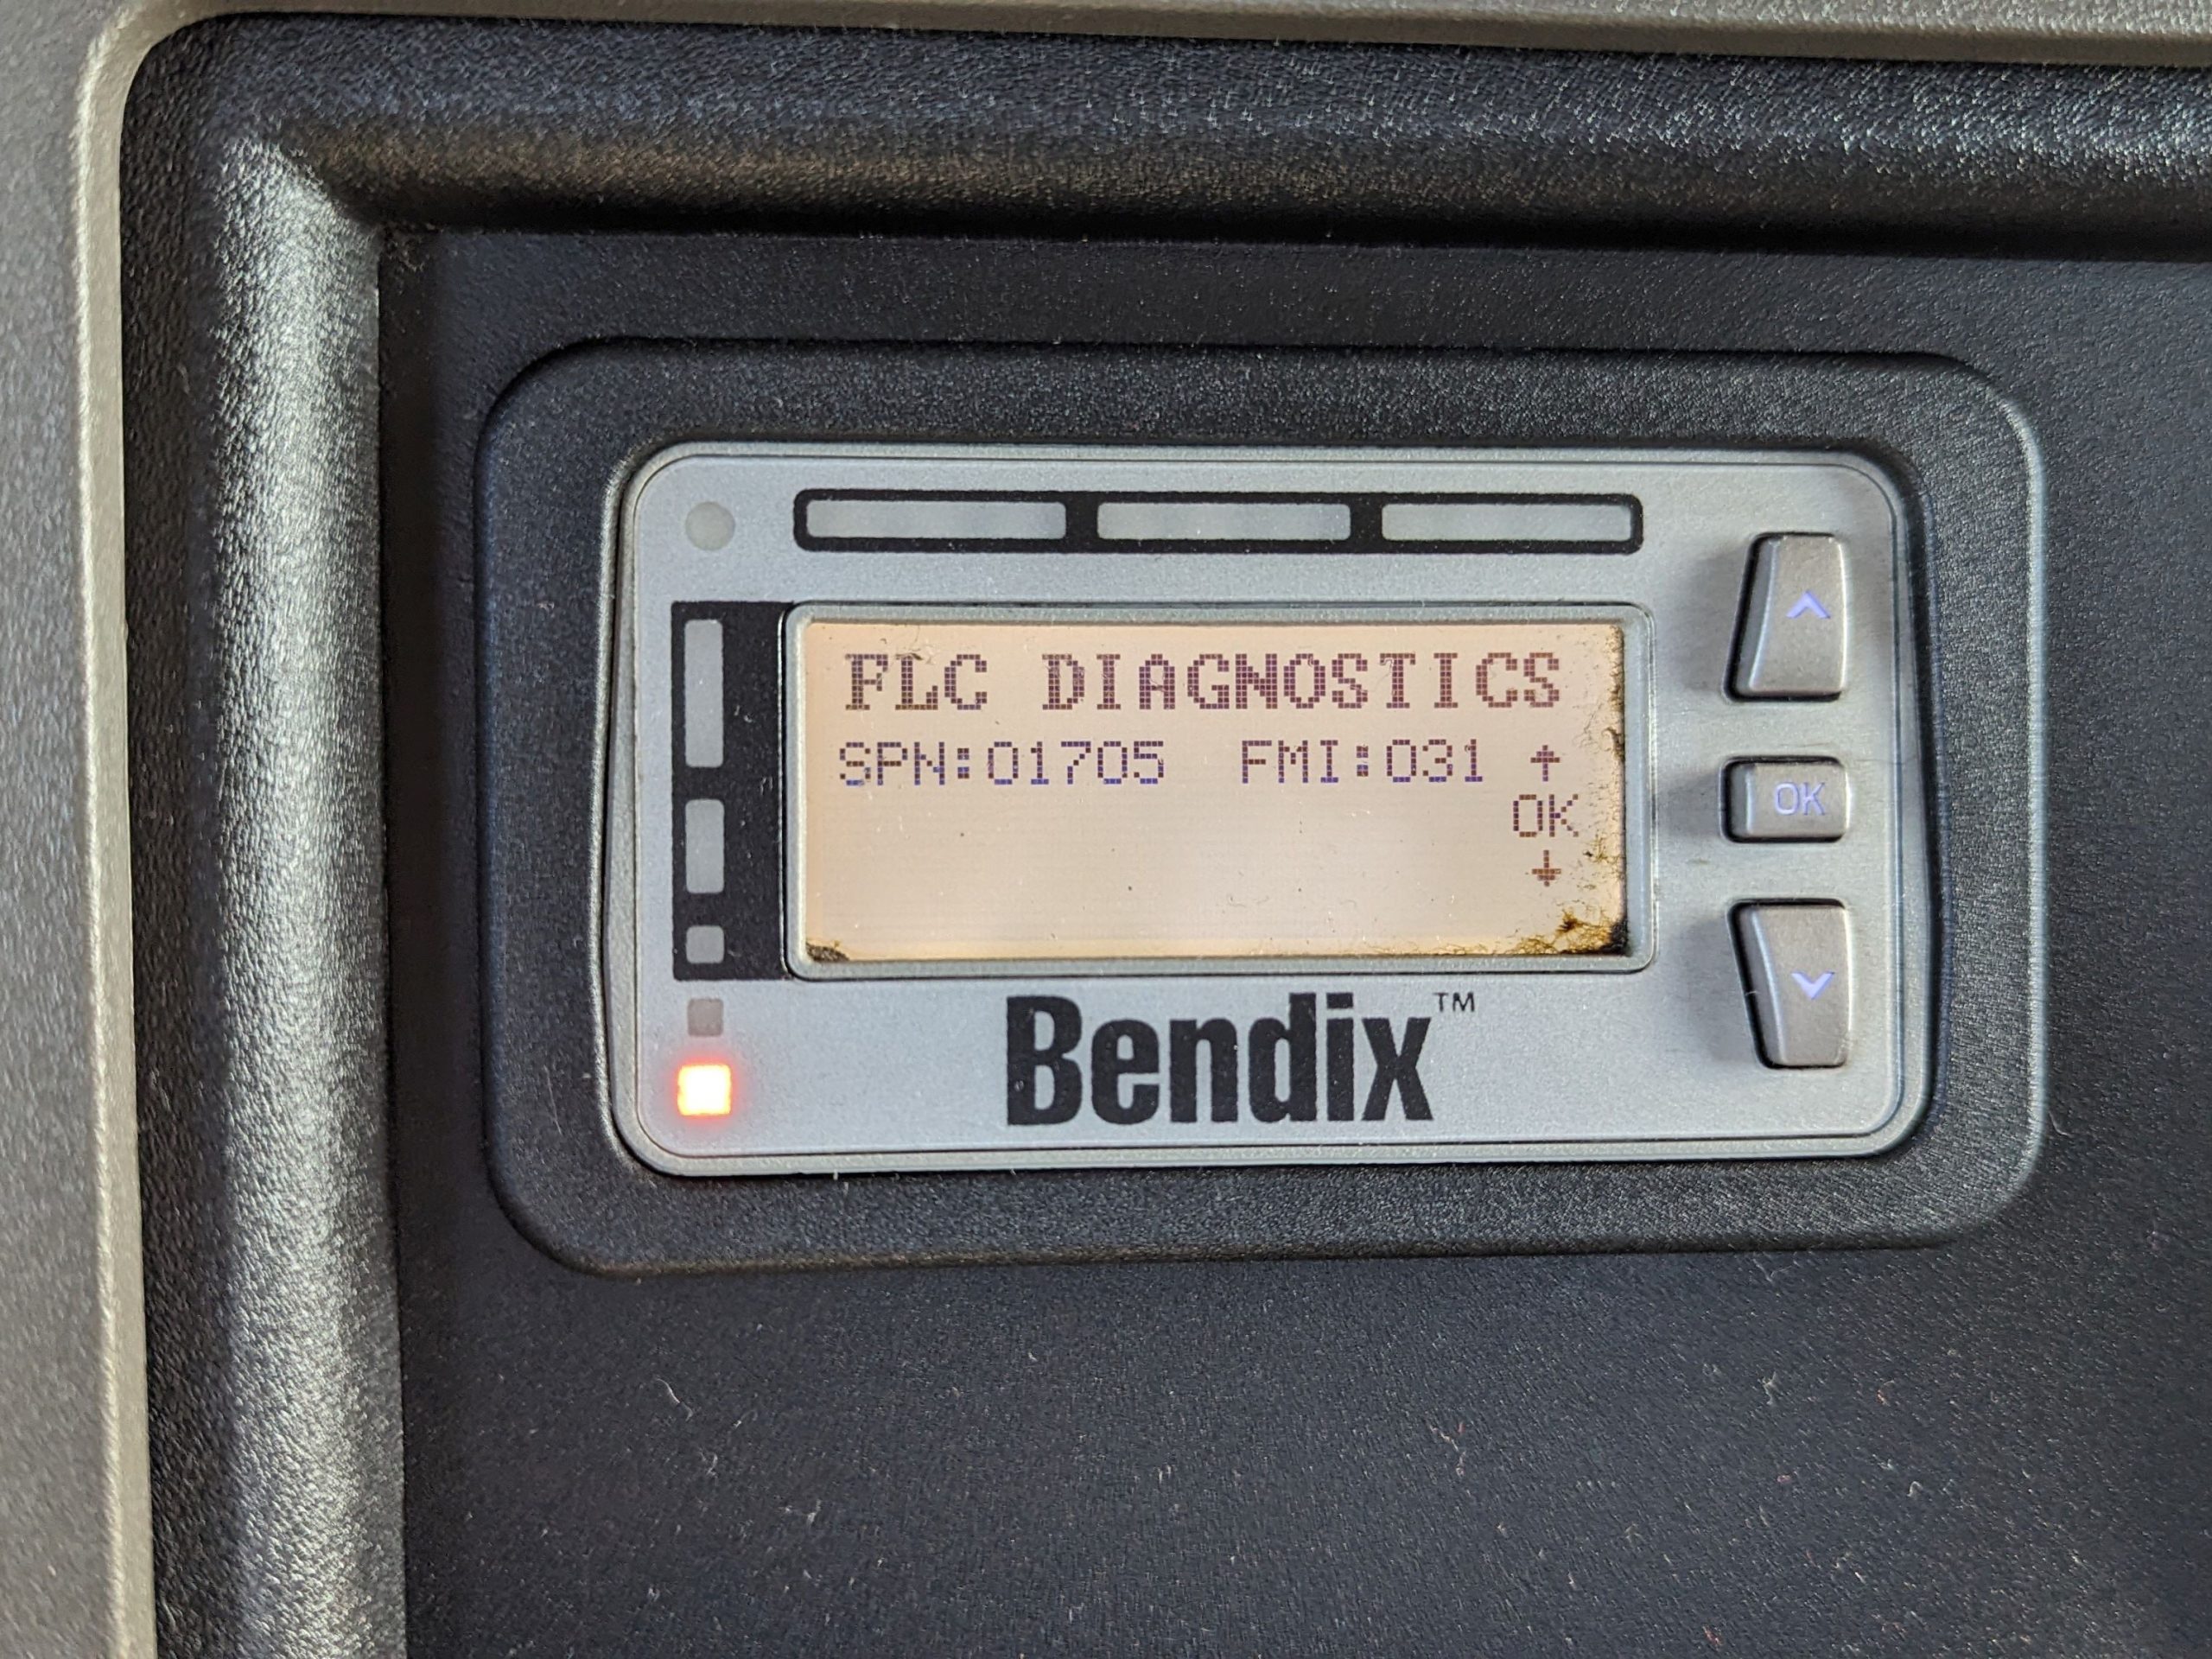 FLC DIAGNOSTICS
SPN:01705 FMI:031 ↑
OK
↓
OK
Bendix™